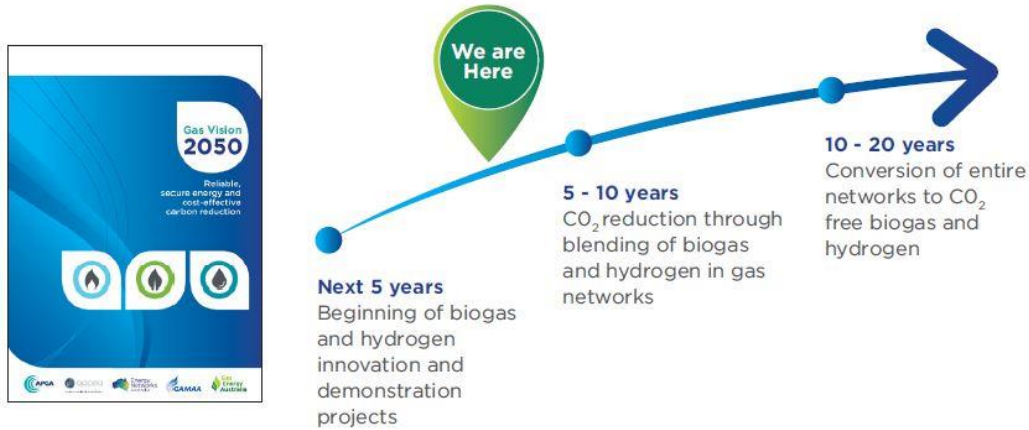 Gas Vision
2050
Reliable,
secure energy and
cost-effective
carbon reduction
APGA
appea
Energy
Networks
GAMAA
Gas
Energy
Australia
We are
Here
Next 5 years
Beginning of biogas
and hydrogen
innovation and
demonstration
projects
5 - 10 years
CO₂ reduction through
blending of biogas
and hydrogen in gas
networks
10 - 20 years
Conversion of entire
networks to CO₂
free biogas and
hydrogen